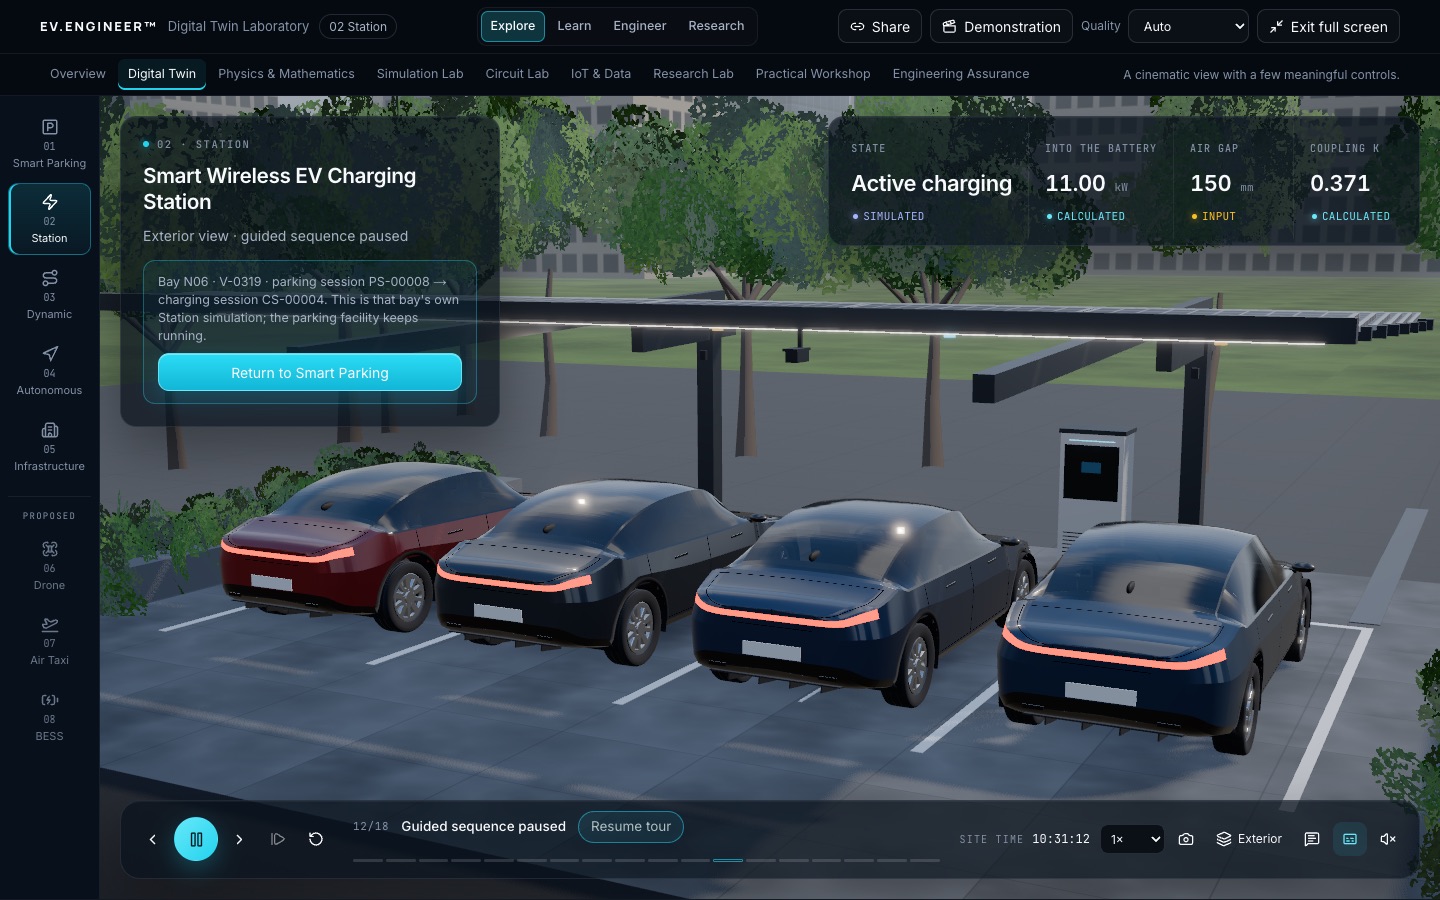 EV.ENGINEER™ Digital Twin Laboratory 02 Station
Explore Learn Engineer Research
Share Demonstration Quality Auto Exit full screen
Overview Digital Twin Physics & Mathematics Simulation Lab Circuit Lab IoT & Data Research Lab Practical Workshop Engineering Assurance
A cinematic view with a few meaningful controls.
01
Smart Parking
02
Station
03
Dynamic
04
Autonomous
05
Infrastructure
PROPOSED
06
Drone
07
Air Taxi
08
BESS
02 · STATION
Smart Wireless EV Charging
Station
Exterior view · guided sequence paused
Bay N06 · V-0319 · parking session PS-00008 →
charging session CS-00004. This is that bay's own
Station simulation; the parking facility keeps
running.
Return to Smart Parking
STATE
Active charging
SIMULATED
INTO THE BATTERY
11.00 kW
CALCULATED
AIR GAP
150 mm
INPUT
COUPLING K
0.371
CALCULATED
12/18 Guided sequence paused Resume tour
SITE TIME 10:31:12 1× Exterior